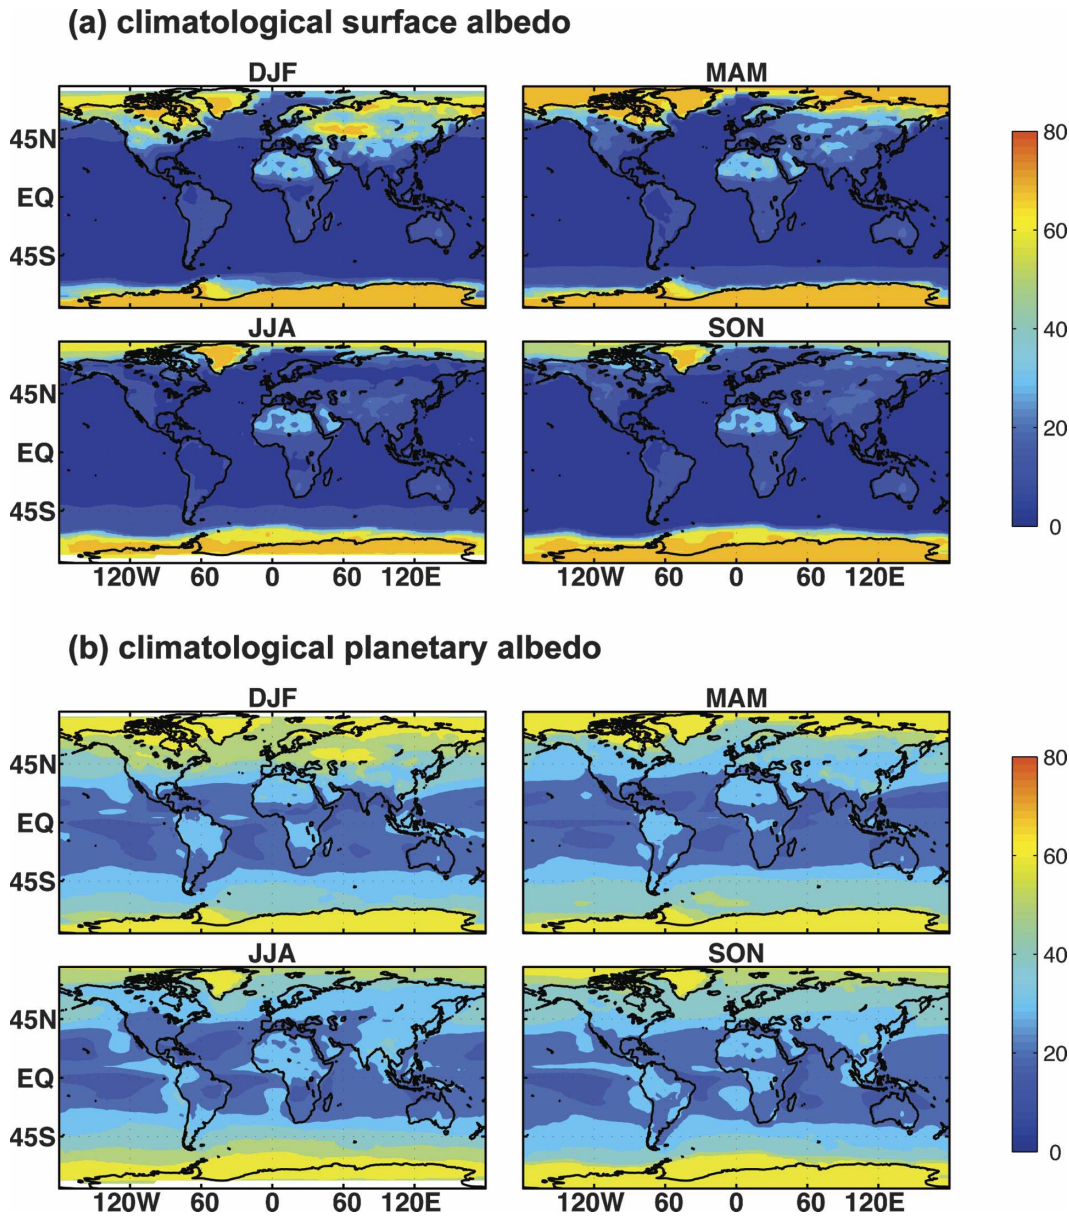 (a) climatological surface albedo
DJF MAM
45N
EQ
45S
80
60
40
20
0
JJA SON
45N
EQ
45S
120W 60 0 60 120E 120W 60 0 60 120E
(b) climatological planetary albedo
DJF MAM
45N
EQ
45S
80
60
40
20
0
JJA SON
45N
EQ
45S
120W 60 0 60 120E 120W 60 0 60 120E